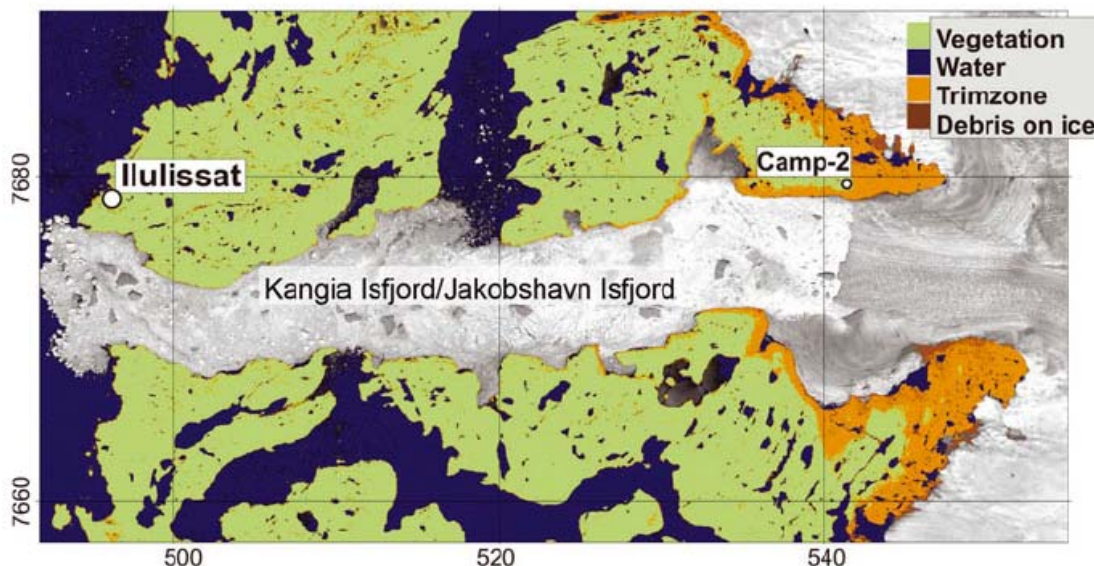 Vegetation
Water
Trimzone
Debris on ice
7680
Ilulissat
Camp-2
Kangia Isfjord/Jakobshavn Isfjord
7660
500
520
540